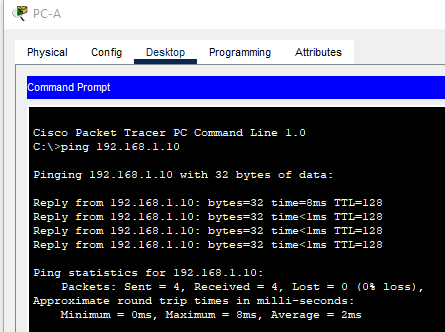 PC-A
Physical Config Desktop Programming Attributes
Command Prompt
Cisco Packet Tracer PC Command Line 1.0
C:\>ping 192.168.1.10
Pinging 192.168.1.10 with 32 bytes of data:
Reply from 192.168.1.10: bytes=32 time=8ms TTL=128
Reply from 192.168.1.10: bytes=32 time<1ms TTL=128
Reply from 192.168.1.10: bytes=32 time<1ms TTL=128
Reply from 192.168.1.10: bytes=32 time<1ms TTL=128
Ping statistics for 192.168.1.10:
Packets: Sent = 4, Received = 4, Lost = 0 (0% loss),
Approximate round trip times in milli-seconds:
Minimum = 0ms, Maximum = 8ms, Average = 2ms